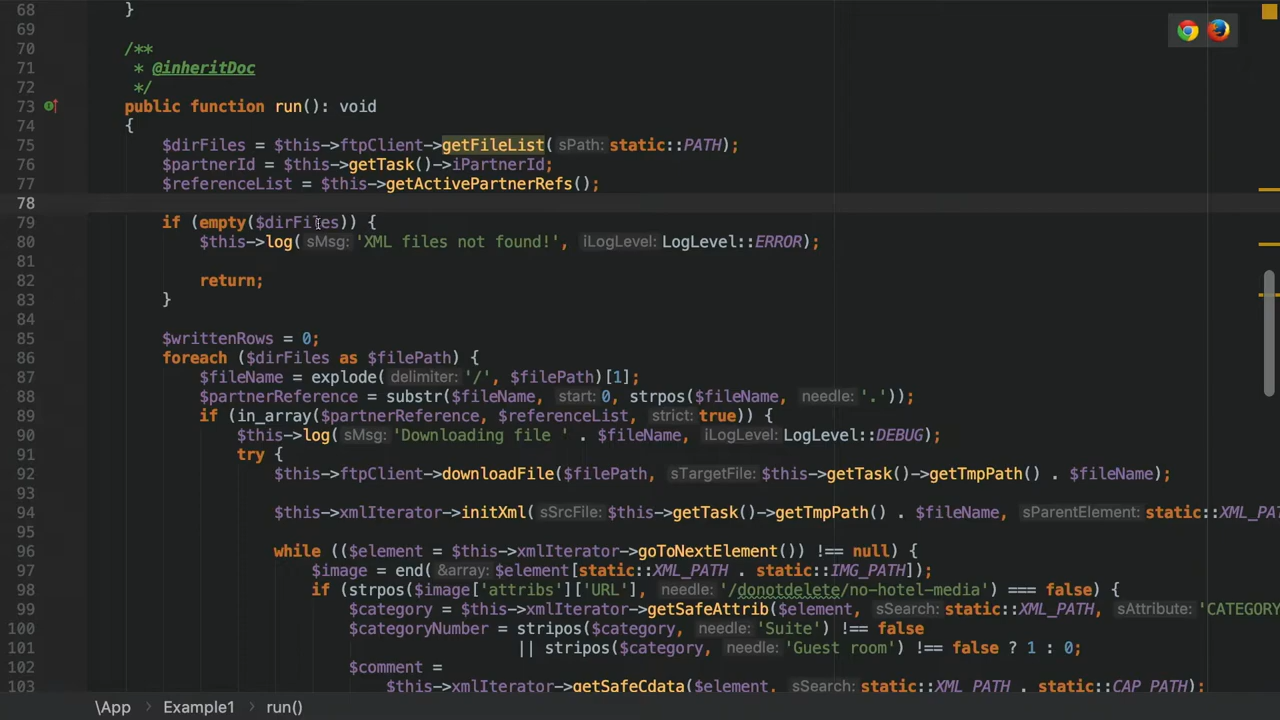 68 }
69
70 /**
71 * @inheritDoc
72 */
73 public function run(): void
74 {
75 $dirFiles = $this->ftpClient->getFileList( sPath: static::PATH);
76 $partnerId = $this->getTask()->iPartnerId;
77 $referenceList = $this->getActivePartnerRefs();
78
79 if (empty($dirFiles)) {
80 $this->log( sMsg: 'XML files not found!', iLogLevel: LogLevel::ERROR);
81
82 return;
83 }
84
85 $writtenRows = 0;
86 foreach ($dirFiles as $filePath) {
87 $fileName = explode( delimiter: '/', $filePath)[1];
88 $partnerReference = substr($fileName, start: 0, strpos($fileName, needle: '.'));
89 if (in_array($partnerReference, $referenceList, strict: true)) {
90 $this->log( sMsg: 'Downloading file ' . $fileName, iLogLevel: LogLevel::DEBUG);
91 try {
92 $this->ftpClient->downloadFile($filePath, sTargetFile: $this->getTask()->getTmpPath() . $fileName);
93
94 $this->xmlIterator->initXml( sSrcFile: $this->getTask()->getTmpPath() . $fileName, sParentElement: static::XML_PA
95
96 while (($element = $this->xmlIterator->goToNextElement()) !== null) {
97 $image = end( &array: $element[static::XML_PATH . static::IMG_PATH]);
98 if (strpos($image['attribs']['URL'], needle: '/donotdelete/no-hotel-media') === false) {
99 $category = $this->xmlIterator->getSafeAttrib($element, sSearch: static::XML_PATH, sAttribute: 'CATEGORY
100 $categoryNumber = stripos($category, needle: 'Suite') !== false
101 || stripos($category, needle: 'Guest room') !== false ? 1 : 0;
102 $comment =
103 $this->xmlIterator->getSafeCdata($element, sSearch: static::XML_PATH . static::CAP_PATH);
\App › Example1 › run()